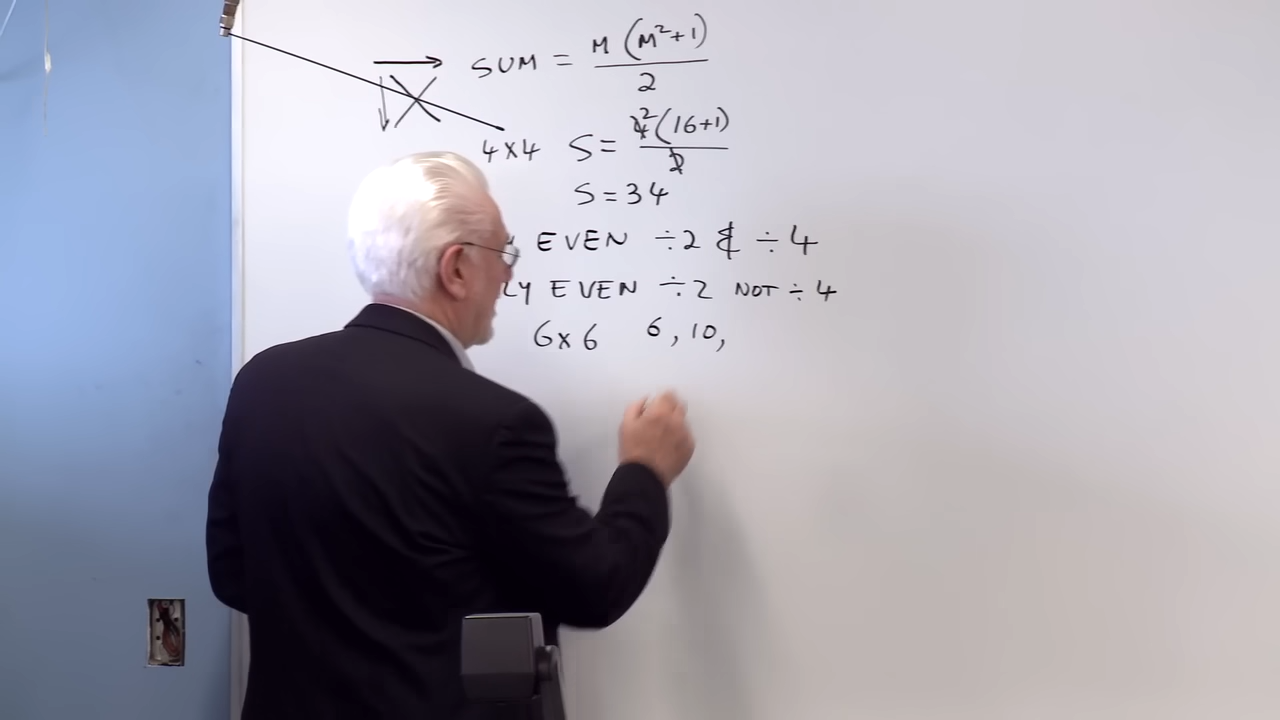 SUM = M (M²+1) / 2
4x4 S = 4² (16+1) / 2
S = 34
EVEN ÷2 & ÷4
EVEN ÷2 NOT ÷4
6x6 6, 10,